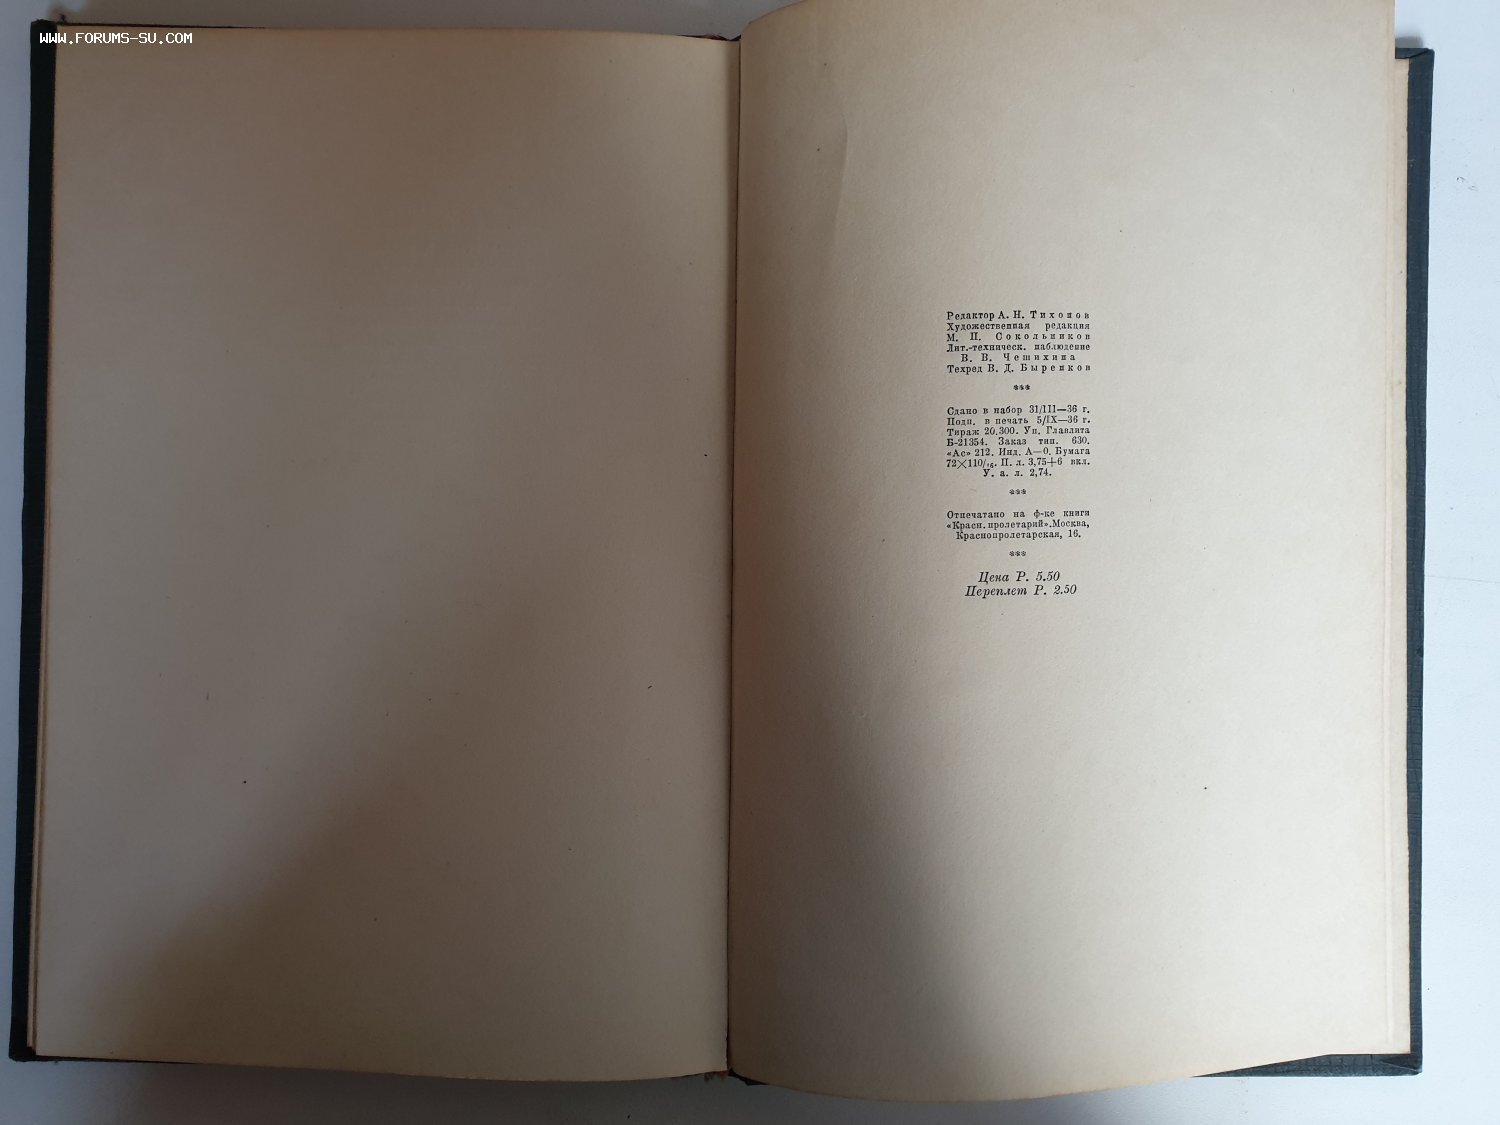 WWW.FORUMS-SU.COM
Редактор А. Н. Тихонов
Художественная редакция
М. П. Сокольников
Лит.-техническ. наблюдение
В. В. Чешихина
Техред В. Д. Быренков
***
Сдано в набор 31/III—36 г.
Подп. в печать 5/IX—36 г.
Тираж 20.300. Уп. Главлита
Б-21354. Заказ тип. 630.
«Ас» 212. Инд. А—0. Бумага
72×110/₁₆. П. л. 3,75+6 вкл.
У. а. л. 2,74.
***
Отпечатано на ф-ке книги
«Красн. пролетарий». Москва,
Краснопролетарская, 16.
***
Цена Р. 5.50
Переплет Р. 2.50